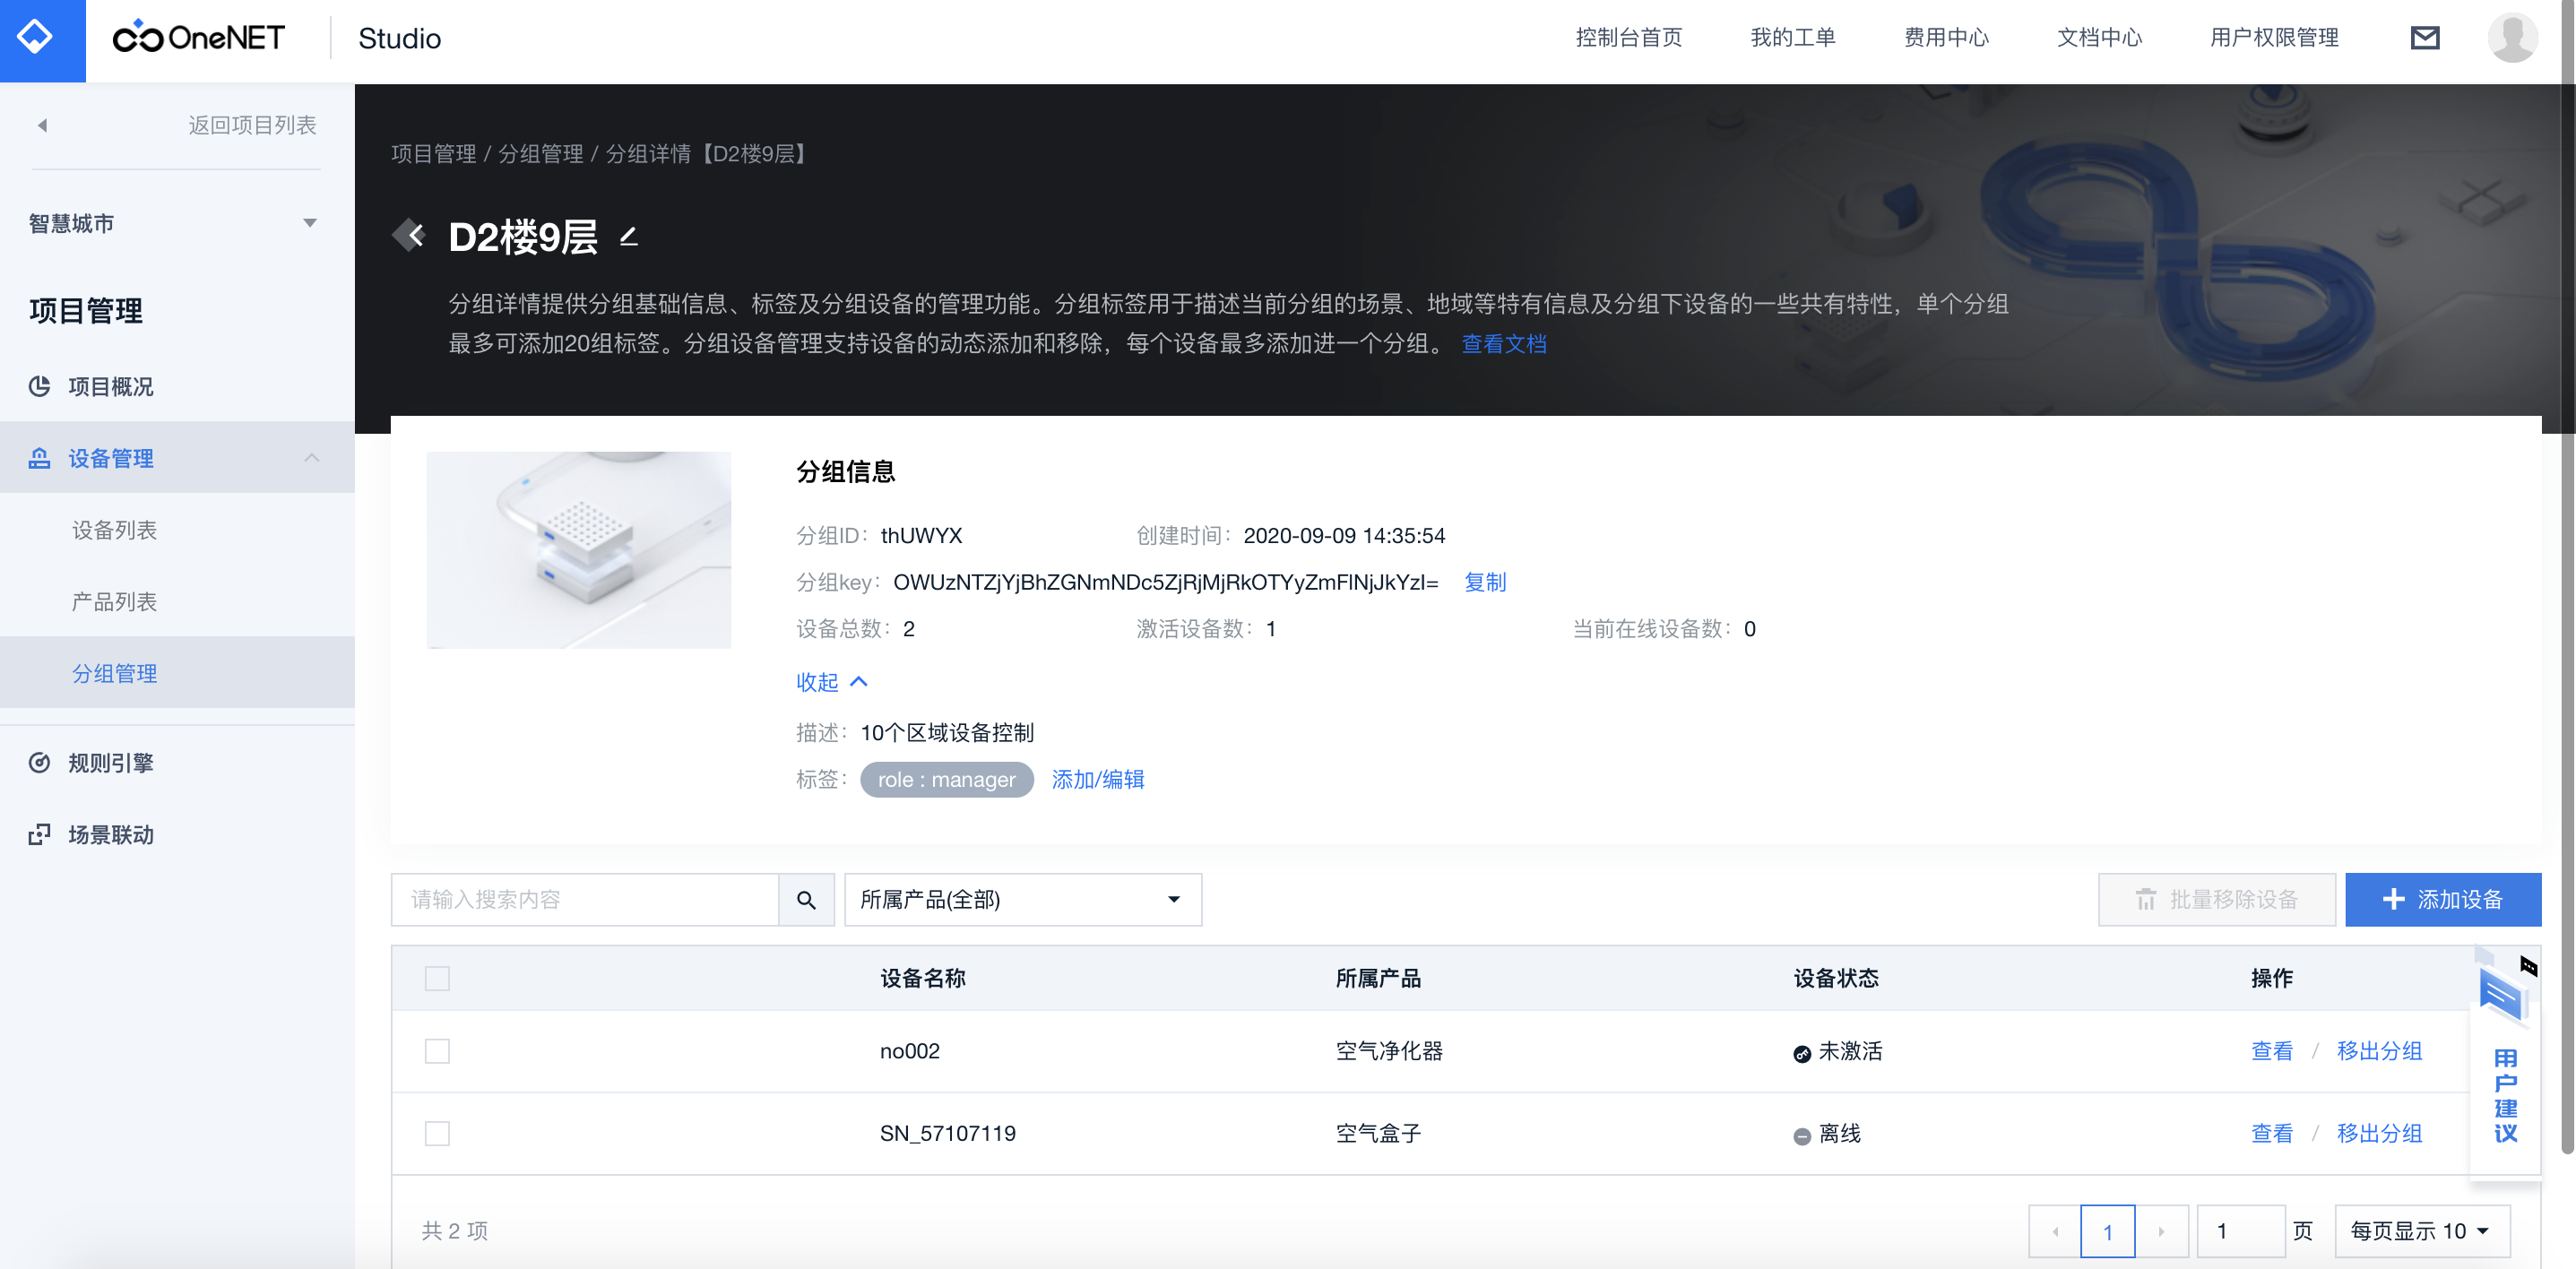 OneNET Studio 控制台首页 我的工单 费用中心 文档中心 用户权限管理
返回项目列表
智慧城市
项目管理
项目概况
设备管理
设备列表
产品列表
分组管理
规则引擎
场景联动
项目管理 / 分组管理 / 分组详情【D2楼9层】
D2楼9层
分组详情提供分组基础信息、标签及分组设备的管理功能。分组标签用于描述当前分组的场景、地域等特有信息及分组下设备的一些共有特性，单个分组
最多可添加20组标签。分组设备管理支持设备的动态添加和移除，每个设备最多添加进一个分组。 查看文档
分组信息
分组ID： thUWYX 创建时间： 2020-09-09 14:35:54
分组key： OWUzNTZjYjBhZGNmNDc5ZjRjMjRkOTYyZmFlNjJkYzI= 复制
设备总数： 2 激活设备数： 1 当前在线设备数： 0
收起
描述： 10个区域设备控制
标签： role : manager 添加/编辑
请输入搜索内容 所属产品(全部) 批量移除设备 添加设备
设备名称 所属产品 设备状态 操作
no002 空气净化器 未激活 查看 / 移出分组
SN_57107119 空气盒子 离线 查看 / 移出分组
用户建议
共 2 项 1 1 页 每页显示 10